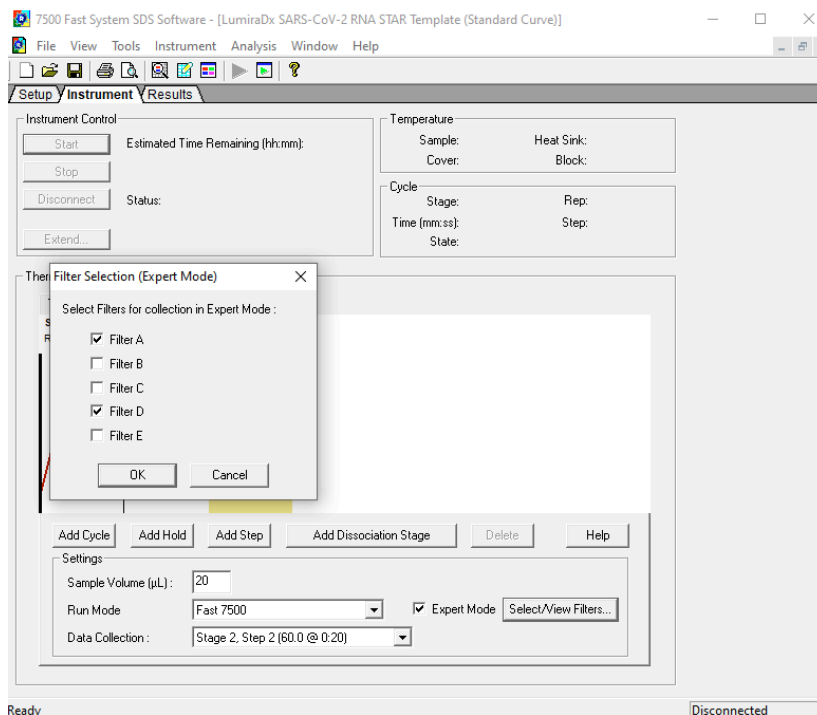 7500 Fast System SDS Software - [LumiraDx SARS-CoV-2 RNA STAR Template (Standard Curve)]
File View Tools Instrument Analysis Window Help
Setup Instrument Results
Instrument Control
Start Estimated Time Remaining (hh:mm):
Stop
Disconnect Status:
Extend...
Temperature
Sample: Heat Sink:
Cover: Block:
Cycle
Stage: Rep:
Time (mm:ss): Step:
State:
Ther
Filter Selection (Expert Mode)
Select Filters for collection in Expert Mode :
Filter A
Filter B
Filter C
Filter D
Filter E
OK Cancel
Add Cycle Add Hold Add Step Add Dissociation Stage Delete Help
Settings
Sample Volume (µL) : 20
Run Mode Fast 7500 Expert Mode Select/View Filters...
Data Collection : Stage 2, Step 2 (60.0 @ 0:20)
Ready Disconnected